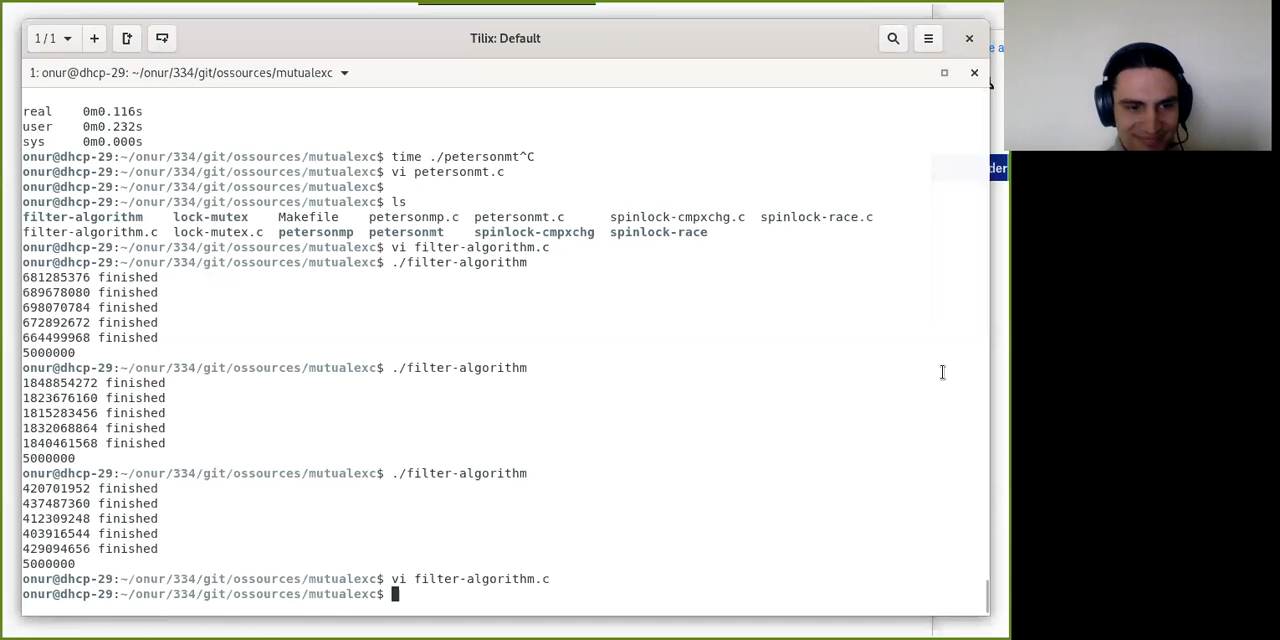 1 / 1
Tilix: Default
1: onur@dhcp-29: ~/onur/334/git/ossources/mutualexc
e a
real    0m0.116s
user    0m0.232s
sys     0m0.000s
onur@dhcp-29:~/onur/334/git/ossources/mutualexc$ time ./petersonmt^C
onur@dhcp-29:~/onur/334/git/ossources/mutualexc$ vi petersonmt.c
der
onur@dhcp-29:~/onur/334/git/ossources/mutualexc$
onur@dhcp-29:~/onur/334/git/ossources/mutualexc$ ls
filter-algorithm    lock-mutex    Makefile    petersonmp.c  petersonmt.c      spinlock-cmpxchg.c  spinlock-race.c
filter-algorithm.c  lock-mutex.c  petersonmp  petersonmt    spinlock-cmpxchg  spinlock-race
onur@dhcp-29:~/onur/334/git/ossources/mutualexc$ vi filter-algorithm.c
onur@dhcp-29:~/onur/334/git/ossources/mutualexc$ ./filter-algorithm
681285376 finished
689678080 finished
698070784 finished
672892672 finished
664499968 finished
5000000
onur@dhcp-29:~/onur/334/git/ossources/mutualexc$ ./filter-algorithm
1848854272 finished
1823676160 finished
1815283456 finished
1832068864 finished
1840461568 finished
5000000
onur@dhcp-29:~/onur/334/git/ossources/mutualexc$ ./filter-algorithm
420701952 finished
437487360 finished
412309248 finished
403916544 finished
429094656 finished
5000000
onur@dhcp-29:~/onur/334/git/ossources/mutualexc$ vi filter-algorithm.c
onur@dhcp-29:~/onur/334/git/ossources/mutualexc$